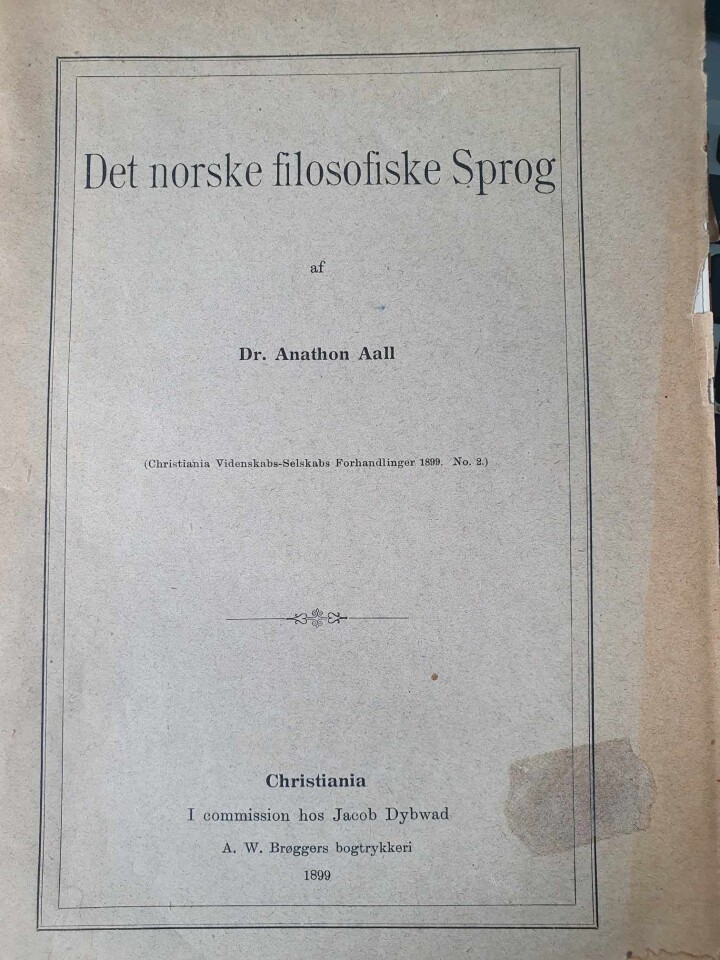 Det norske filosofiske Sprog
af
Dr. Anathon Aall
(Christiania Videnskabs-Selskabs Forhandlinger 1899. No. 2.)
Christiania
I commission hos Jacob Dybwad
A. W. Brøggers bogtrykkeri
1899